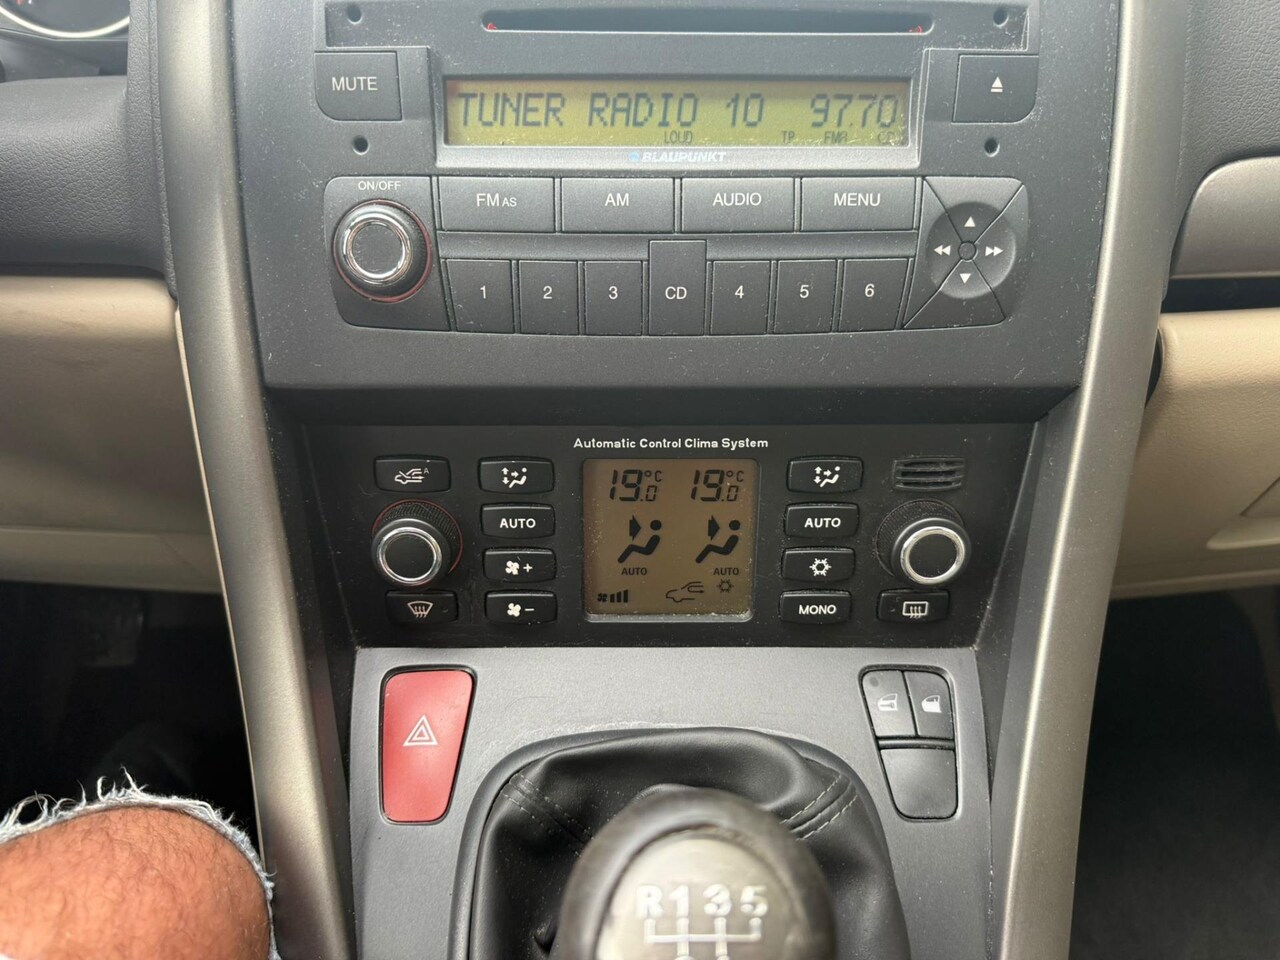 MUTE
TUNER RADIO 10 97.70
LOUD TP FMA CD
BLAUPUNKT
ON/OFF
FM AS AM AUDIO MENU
1 2 3 CD 4 5 6
Automatic Control Clima System
A
19.0°C 19.0°C
AUTO AUTO
AUTO AUTO
+
- MONO
R 1 3 5